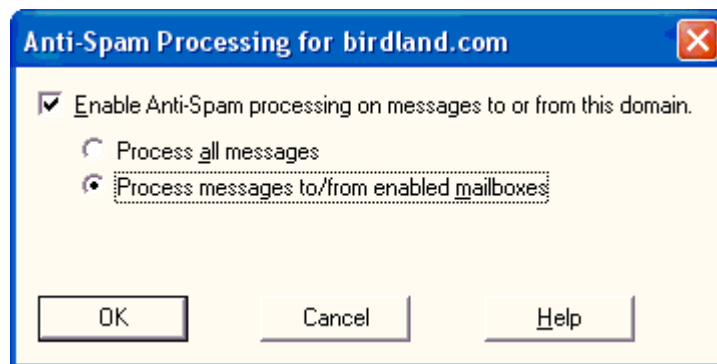 Anti-Spam Processing for birdland.com
Enable Anti-Spam processing on messages to or from this domain.
Process all messages
Process messages to/from enabled mailboxes
OK Cancel Help